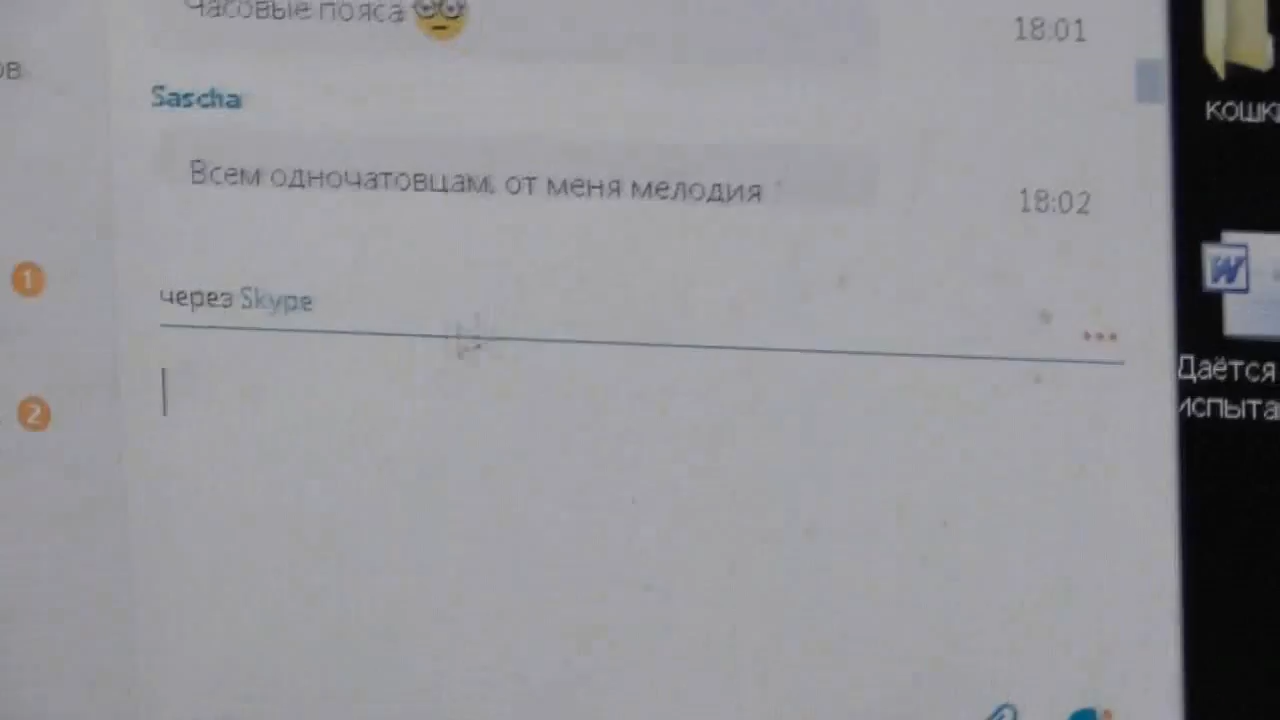 Часовые пояса
18:01
ов
Sascha
Всем одночатовцам, от меня мелодия
18:02
1
через Skype
2
кошк
W
Даётся
испыта